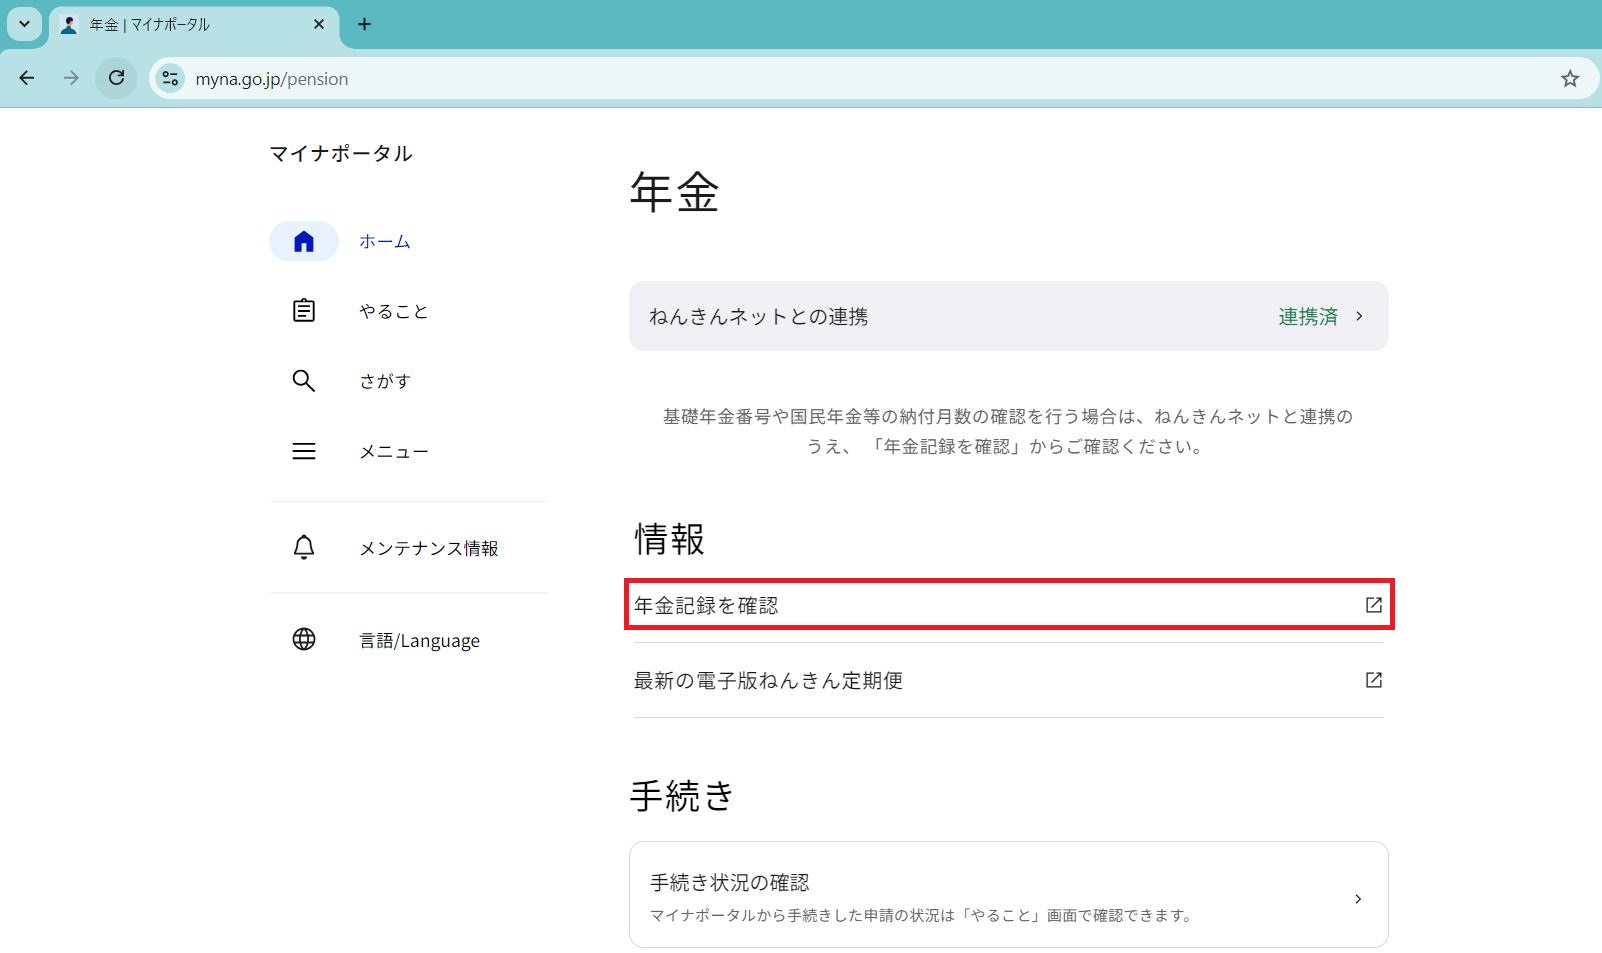 年金 | マイナポータル
myna.go.jp/pension
マイナポータル
ホーム
やること
さがす
メニュー
メンテナンス情報
言語/Language
年金
ねんきんネットとの連携 連携済
基礎年金番号や国民年金等の納付月数の確認を行う場合は、ねんきんネットと連携の
うえ、「年金記録を確認」からご確認ください。
情報
年金記録を確認
最新の電子版ねんきん定期便
手続き
手続き状況の確認
マイナポータルから手続きした申請の状況は「やること」画面で確認できます。